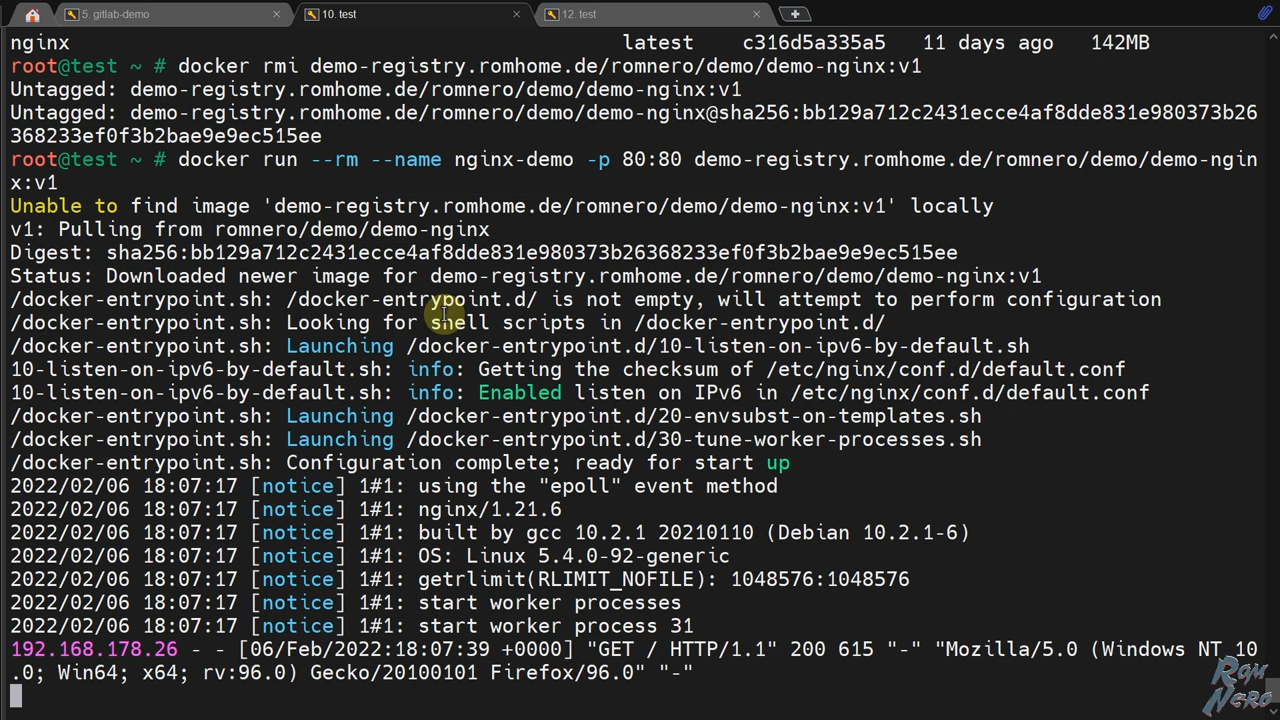 5. gitlab-demo
10. test
12. test
nginx latest c316d5a335a5 11 days ago 142MB
root@test ~ # docker rmi demo-registry.romhome.de/romnero/demo/demo-nginx:v1
Untagged: demo-registry.romhome.de/romnero/demo/demo-nginx:v1
Untagged: demo-registry.romhome.de/romnero/demo/demo-nginx@sha256:bb129a712c2431ecce4af8dde831e980373b26
368233ef0f3b2bae9e9ec515ee
root@test ~ # docker run --rm --name nginx-demo -p 80:80 demo-registry.romhome.de/romnero/demo/demo-ngin
x:v1
Unable to find image 'demo-registry.romhome.de/romnero/demo/demo-nginx:v1' locally
v1: Pulling from romnero/demo/demo-nginx
Digest: sha256:bb129a712c2431ecce4af8dde831e980373b26368233ef0f3b2bae9e9ec515ee
Status: Downloaded newer image for demo-registry.romhome.de/romnero/demo/demo-nginx:v1
/docker-entrypoint.sh: /docker-entrypoint.d/ is not empty, will attempt to perform configuration
/docker-entrypoint.sh: Looking for shell scripts in /docker-entrypoint.d/
/docker-entrypoint.sh: Launching /docker-entrypoint.d/10-listen-on-ipv6-by-default.sh
10-listen-on-ipv6-by-default.sh: info: Getting the checksum of /etc/nginx/conf.d/default.conf
10-listen-on-ipv6-by-default.sh: info: Enabled listen on IPv6 in /etc/nginx/conf.d/default.conf
/docker-entrypoint.sh: Launching /docker-entrypoint.d/20-envsubst-on-templates.sh
/docker-entrypoint.sh: Launching /docker-entrypoint.d/30-tune-worker-processes.sh
/docker-entrypoint.sh: Configuration complete; ready for start up
2022/02/06 18:07:17 [notice] 1#1: using the "epoll" event method
2022/02/06 18:07:17 [notice] 1#1: nginx/1.21.6
2022/02/06 18:07:17 [notice] 1#1: built by gcc 10.2.1 20210110 (Debian 10.2.1-6)
2022/02/06 18:07:17 [notice] 1#1: OS: Linux 5.4.0-92-generic
2022/02/06 18:07:17 [notice] 1#1: getrlimit(RLIMIT_NOFILE): 1048576:1048576
2022/02/06 18:07:17 [notice] 1#1: start worker processes
2022/02/06 18:07:17 [notice] 1#1: start worker process 31
192.168.178.26 - - [06/Feb/2022:18:07:39 +0000] "GET / HTTP/1.1" 200 615 "-" "Mozilla/5.0 (Windows NT 10
.0; Win64; x64; rv:96.0) Gecko/20100101 Firefox/96.0" "-"
Rom
Nero